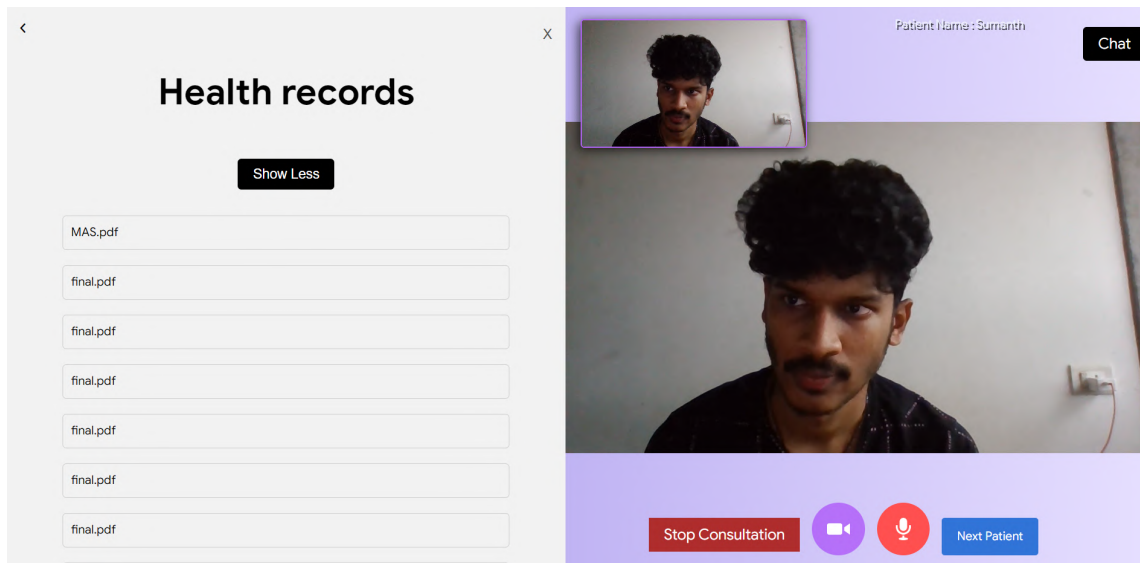 X
Health records
Show Less
MAS.pdf
final.pdf
final.pdf
final.pdf
final.pdf
final.pdf
final.pdf
Patient Name : Sumanth
Chat
Stop Consultation
Next Patient